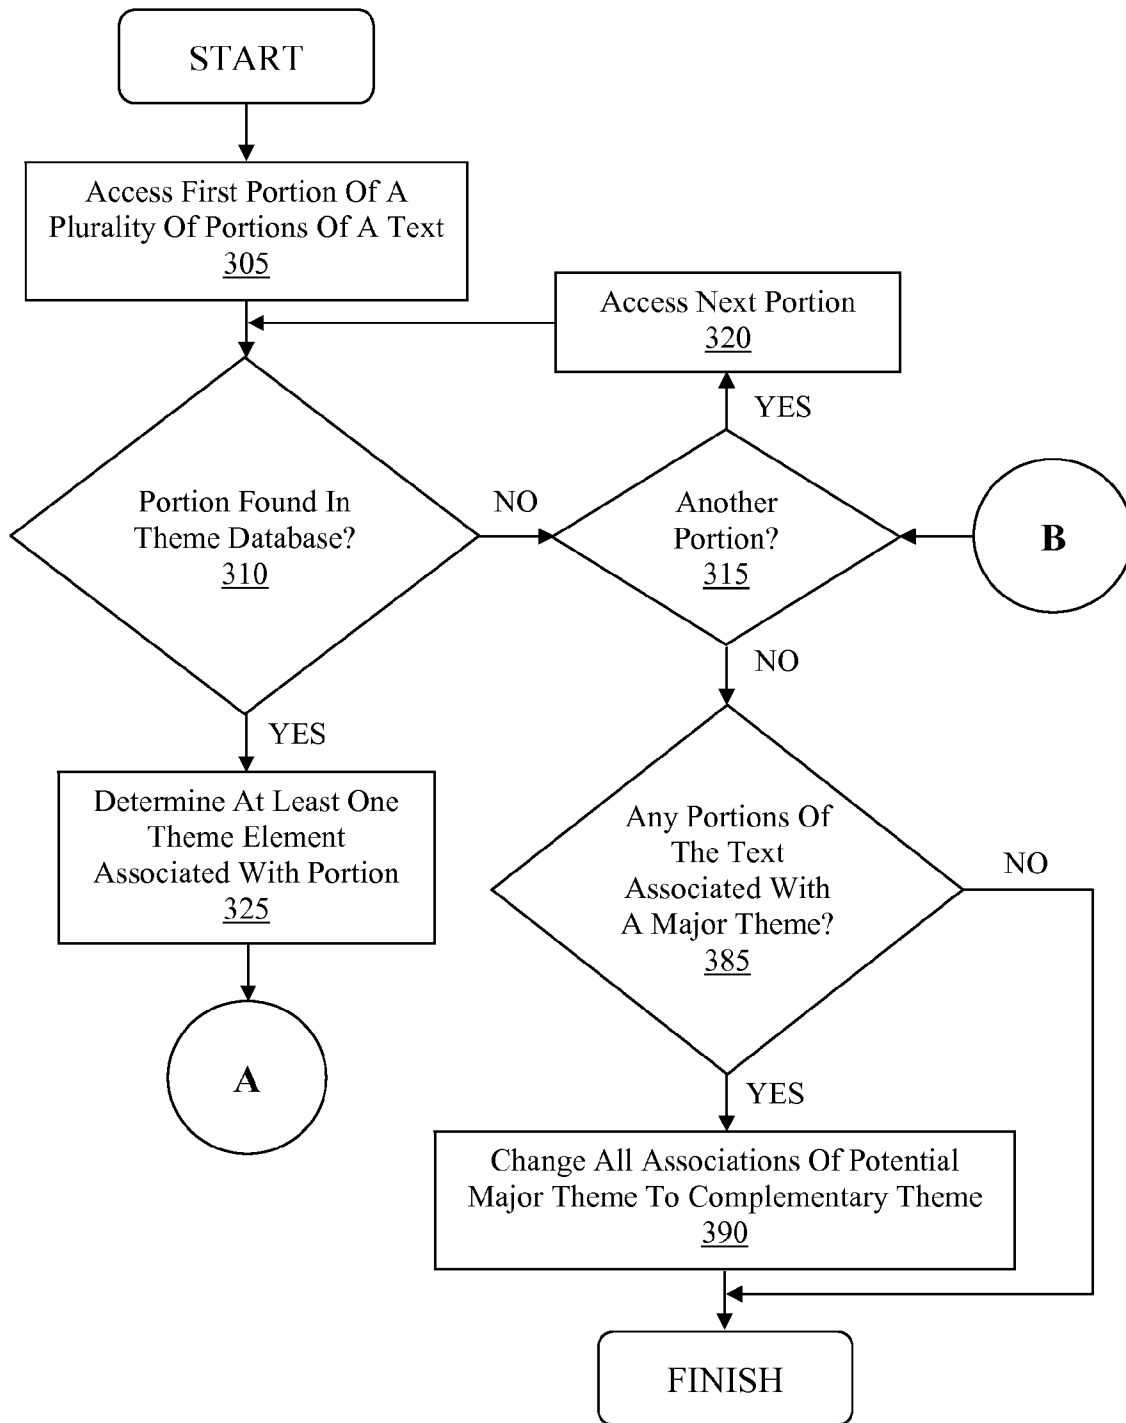 START
Access First Portion Of A
Plurality Of Portions Of A Text
305
Access Next Portion
320
YES
Portion Found In
Theme Database?
310
NO
Another
Portion?
315
B
NO
YES
Determine At Least One
Theme Element
Associated With Portion
325
Any Portions Of
The Text
Associated With
A Major Theme?
385
NO
A
YES
Change All Associations Of Potential
Major Theme To Complementary Theme
390
FINISH